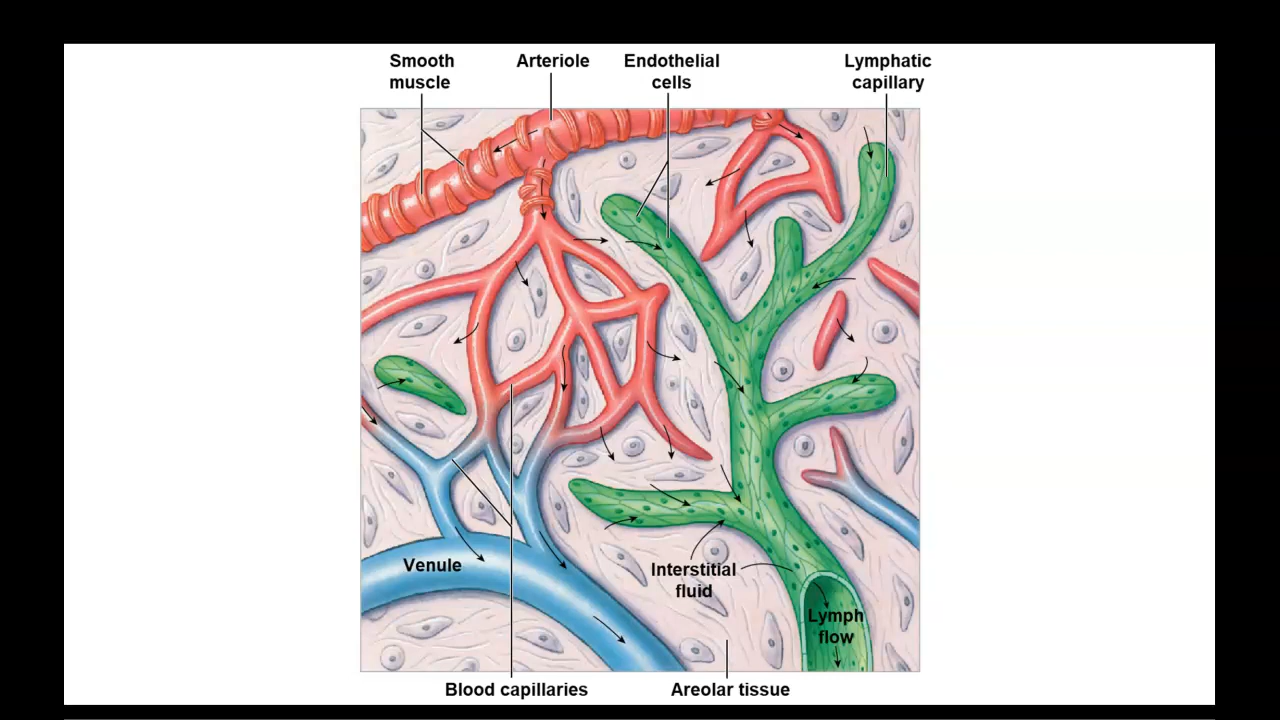 Smooth
muscle
Arteriole
Endothelial
cells
Lymphatic
capillary
Venule
Interstitial
fluid
Lymph
flow
Blood capillaries
Areolar tissue